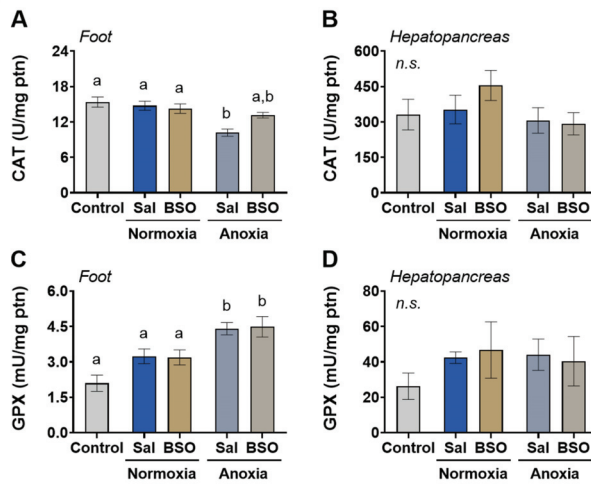 A
Foot
CAT (U/mg ptn)
24
18
12
6
0
a
a
a
b
a,b
Control
Sal BSO
Sal BSO
Normoxia
Anoxia
B
Hepatopancreas
n.s.
CAT (U/mg ptn)
600
450
300
150
0
Control
Sal BSO
Sal BSO
Normoxia
Anoxia
C
Foot
GPX (mU/mg ptn)
6.0
4.5
3.0
1.5
0
a
a
a
b
b
Control
Sal BSO
Sal BSO
Normoxia
Anoxia
D
Hepatopancreas
n.s.
GPX (mU/mg ptn)
80
60
40
20
0
Control
Sal BSO
Sal BSO
Normoxia
Anoxia